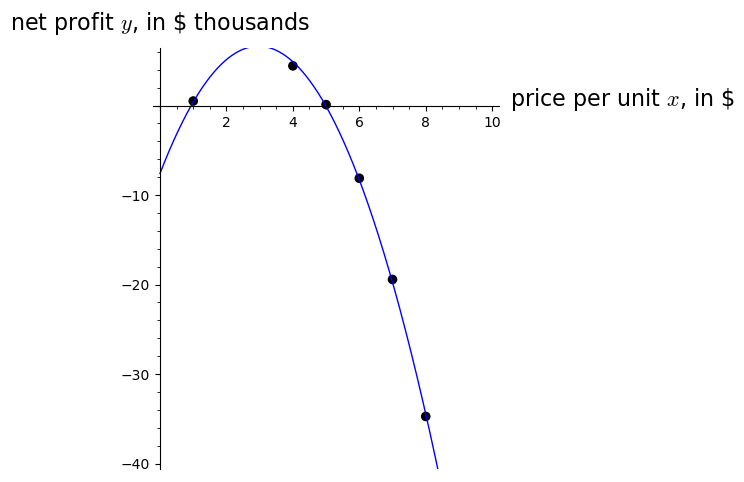 net profit y, in $ thousands
price per unit x, in $
2 4 6 8 10
−10
−20
−30
−40